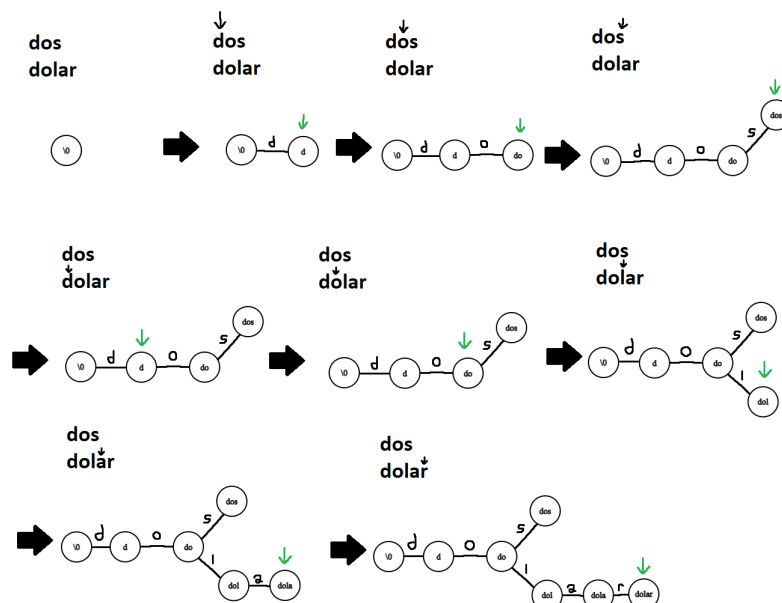 dos
dolar
\0
dos
dolar
\0 d d
dos
dolar
\0 d d o do
dos
dolar
\0 d d o do s dos
dos
dolar
\0 d d o do s dos
dos
dolar
\0 d d o do s dos
dos
dolar
\0 d d o do s dos l dol
dos
dolar
\0 d d o do s dos l dol a dola
dos
dolar
\0 d d o do s dos l dol a dola r dolar